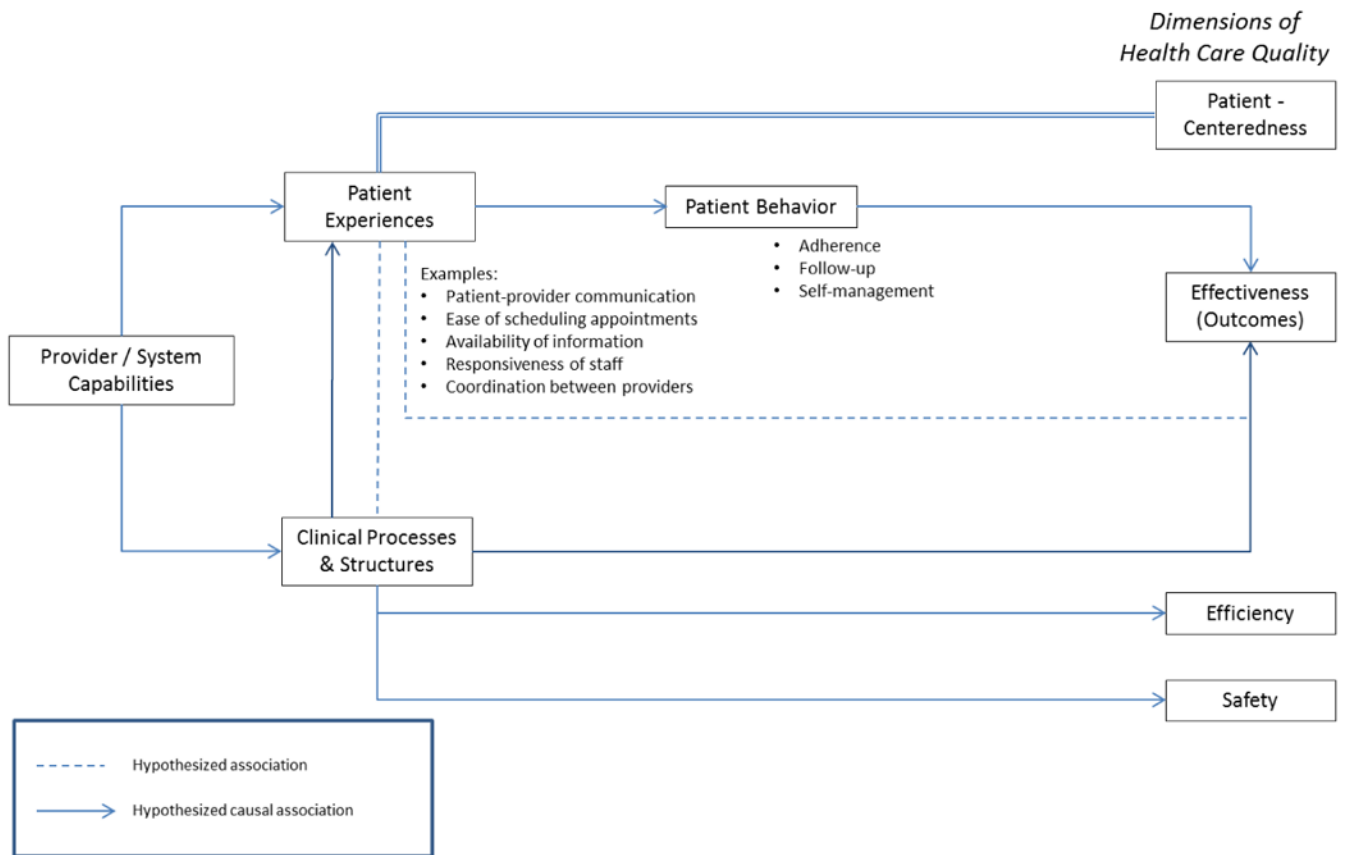 Dimensions of
Health Care Quality
Patient -
Centeredness
Patient
Experiences
Patient Behavior
• Adherence
• Follow-up
• Self-management
Examples:
• Patient-provider communication
• Ease of scheduling appointments
• Availability of information
• Responsiveness of staff
• Coordination between providers
Effectiveness
(Outcomes)
Provider / System
Capabilities
Clinical Processes
& Structures
Efficiency
Safety
Hypothesized association
Hypothesized causal association